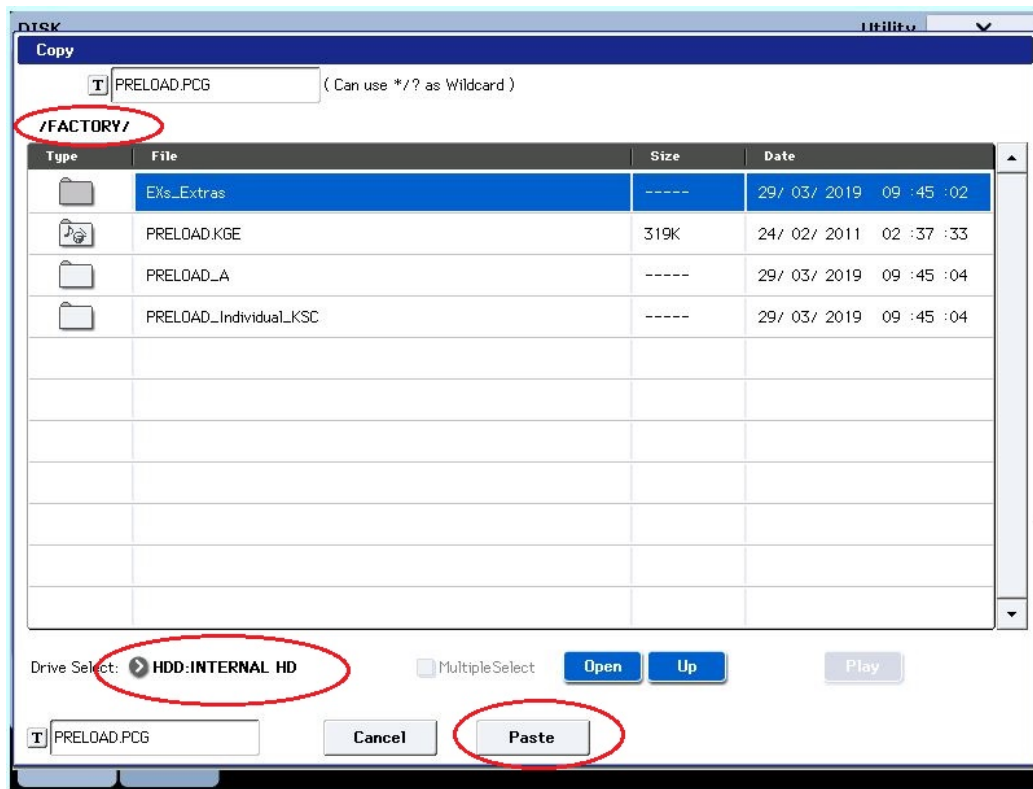 DISK Utility
Copy
T PRELOAD.PCG ( Can use */? as Wildcard )
/FACTORY/
Type File Size Date
EXs_Extras ----- 29/ 03/ 2019 09 :45 :02
PRELOAD.KGE 319K 24/ 02/ 2011 02 :37 :33
PRELOAD_A ----- 29/ 03/ 2019 09 :45 :04
PRELOAD_Individual_KSC ----- 29/ 03/ 2019 09 :45 :04
Drive Select: HDD:INTERNAL HD MultipleSelect Open Up Play
T PRELOAD.PCG Cancel Paste